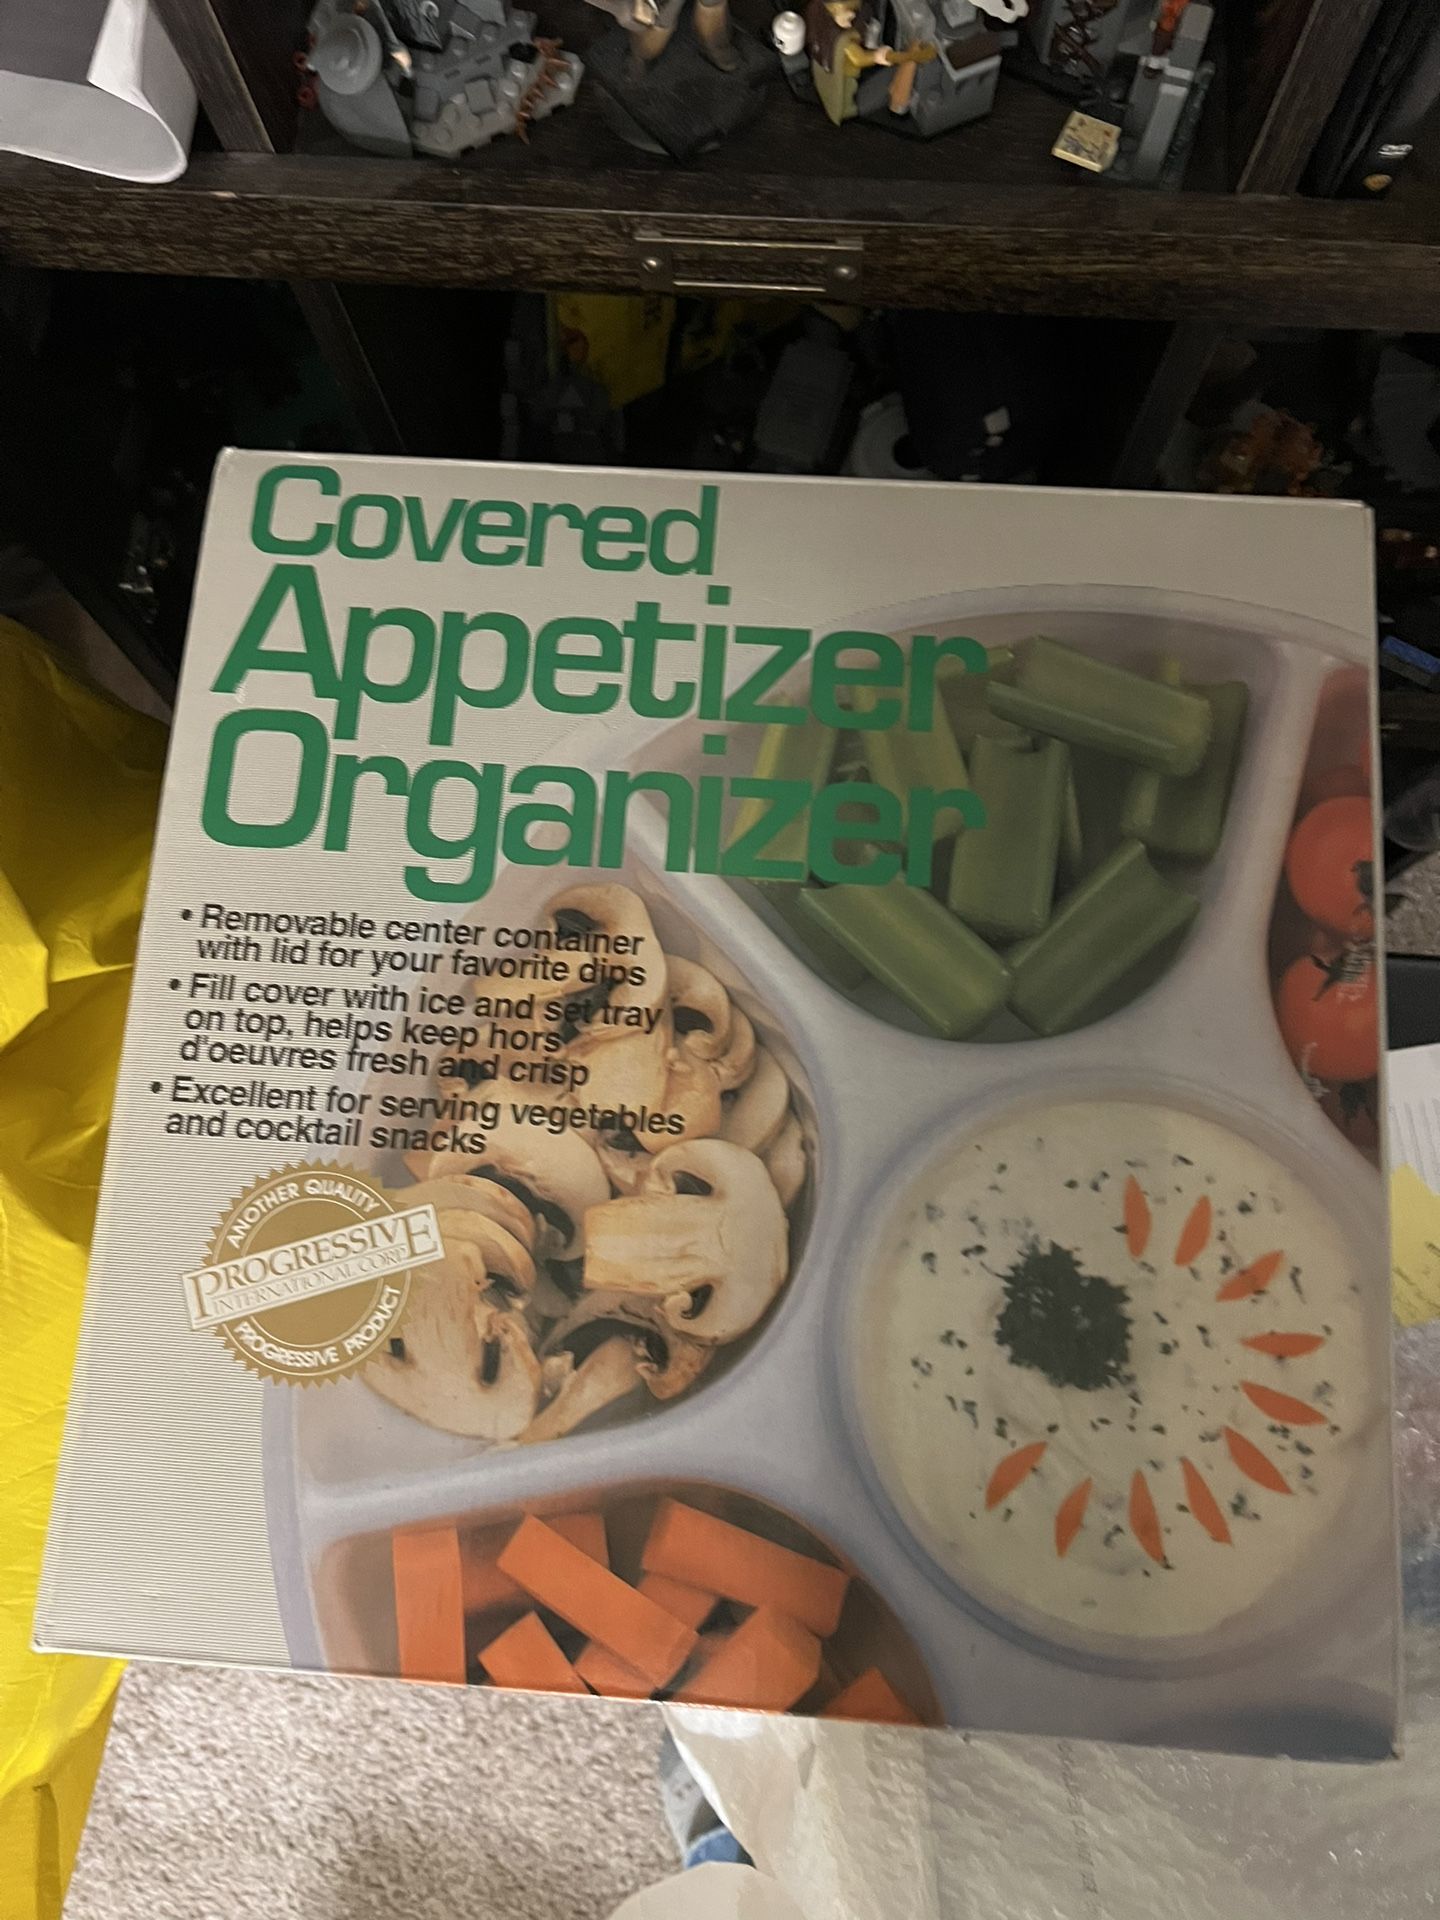 Covered
Appetizer
Organizer
• Removable center container
with lid for your favorite dips
• Fill cover with ice and set tray
on top, helps keep hors
d'oeuvres fresh and crisp
• Excellent for serving vegetables
and cocktail snacks
ANOTHER QUALITY
PROGRESSIVE
INTERNATIONAL CORP.
PROGRESSIVE PRODUCT